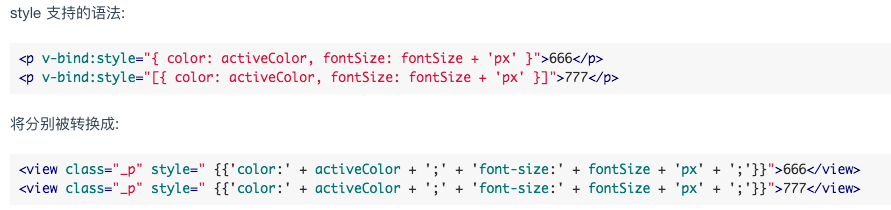 style 支持的语法:
<p v-bind:style="{ color: activeColor, fontSize: fontSize + 'px' }">666</p>
<p v-bind:style="[{ color: activeColor, fontSize: fontSize + 'px' }]">777</p>
将分别被转换成:
<view class="_p" style=" {{'color:' + activeColor + ';' + 'font-size:' + fontSize + 'px' + ';'}}">666</view>
<view class="_p" style=" {{'color:' + activeColor + ';' + 'font-size:' + fontSize + 'px' + ';'}}">777</view>